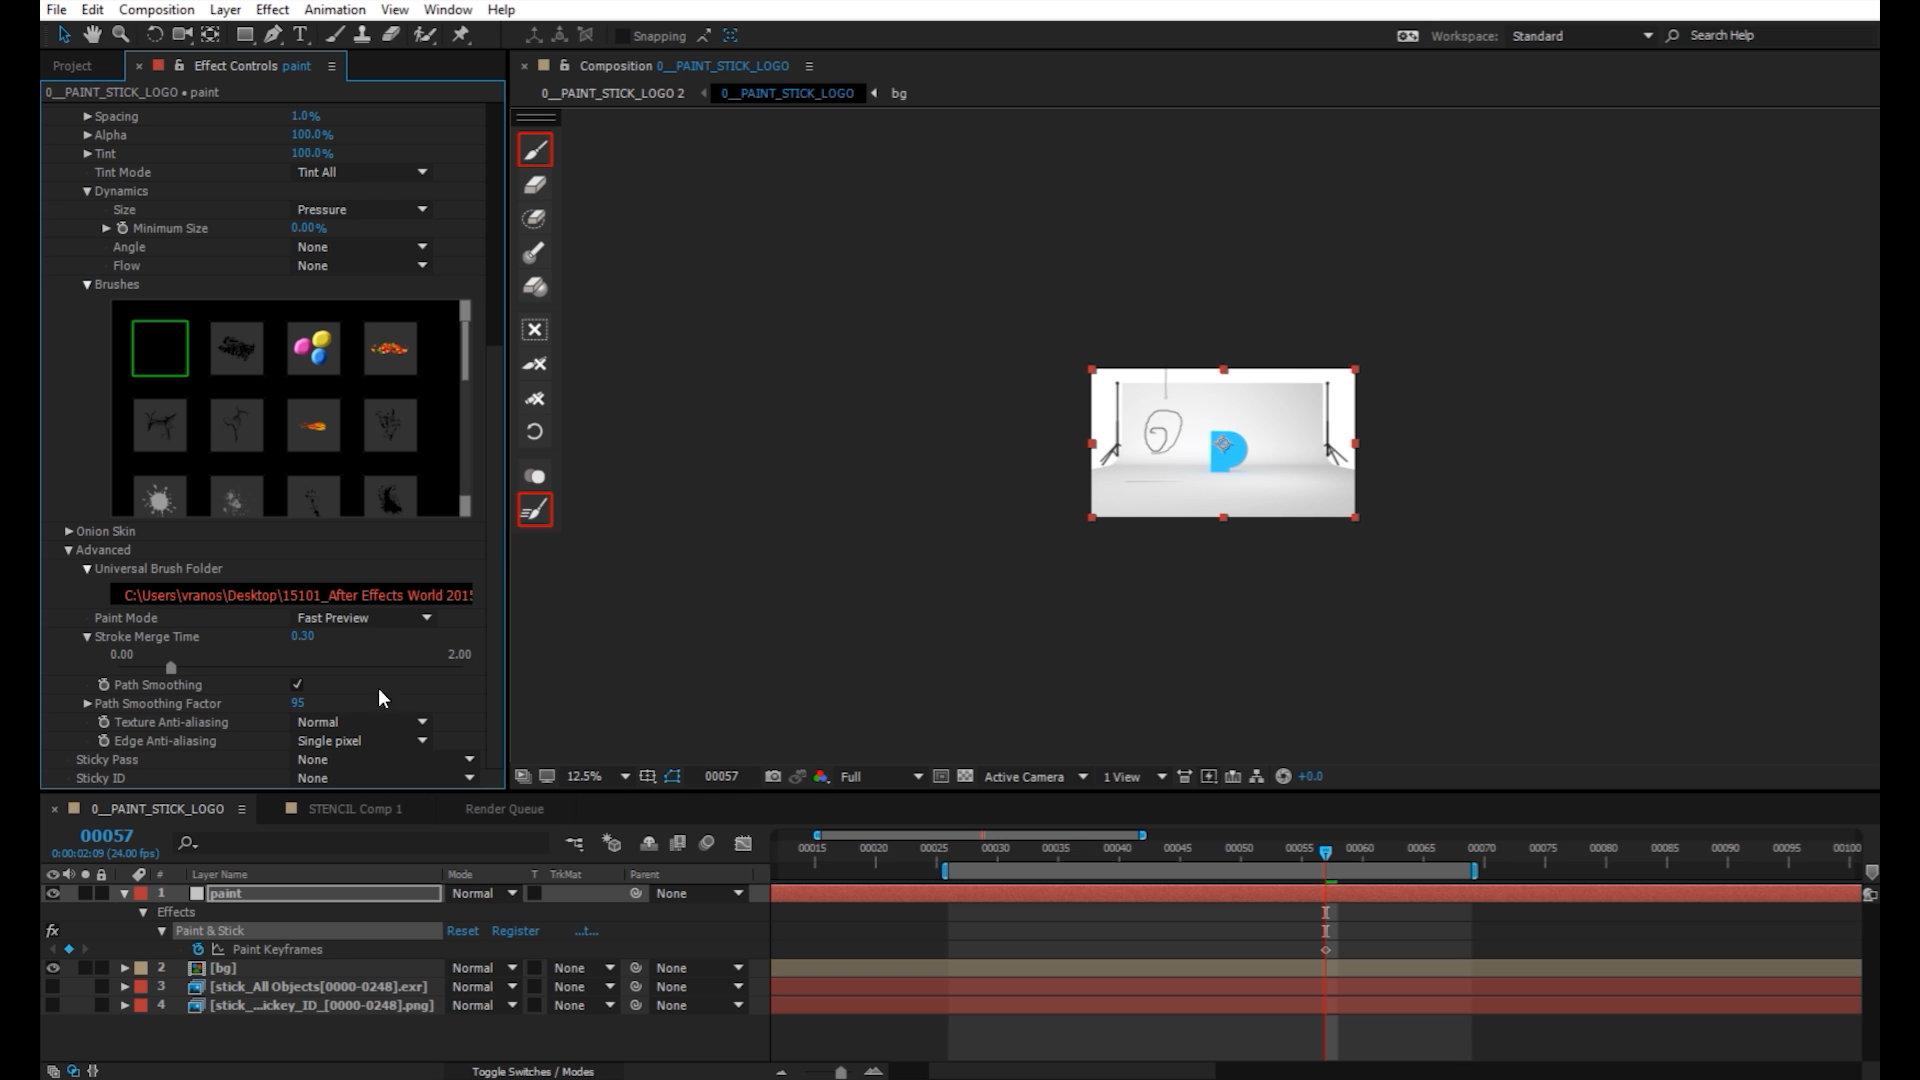 File Edit Composition Layer Effect Animation View Window Help
Snapping Workspace: Standard Search Help
Project × Effect Controls paint
× Composition 0__PAINT_STICK_LOGO
0__PAINT_STICK_LOGO • paint
0__PAINT_STICK_LOGO 2 0__PAINT_STICK_LOGO bg
Spacing 1.0%
Alpha 100.0%
Tint 100.0%
Tint Mode Tint All
Dynamics
Size Pressure
Minimum Size 0.00%
Angle None
Flow None
Brushes
Onion Skin
Advanced
Universal Brush Folder
C:\Users\vranos\Desktop\15101_After Effects World 2015
Paint Mode Fast Preview
Stroke Merge Time 0.30
0.00 2.00
Path Smoothing
Path Smoothing Factor 95
Texture Anti-aliasing Normal
Edge Anti-aliasing Single pixel
Sticky Pass None
Sticky ID None
12.5% 00057 Full Active Camera 1 View +0.0
× 0__PAINT_STICK_LOGO STENCIL Comp 1 Render Queue
00057
0:00:02:09 (24.00 fps)
00015 00020 00025 00030 00035 00040 00045 00050 00055 00060 00065 00070 00075 00080 00085 00090 00095 00100
# Layer Name Mode T TrkMat Parent
1 paint Normal None
Effects
fx Paint & Stick Reset Register ...t...
Paint Keyframes
2 [bg] Normal None None
3 [stick_All Objects[0000-0248].exr] Normal None None
4 [stick_...ickey_ID_[0000-0248].png] Normal None None
Toggle Switches / Modes